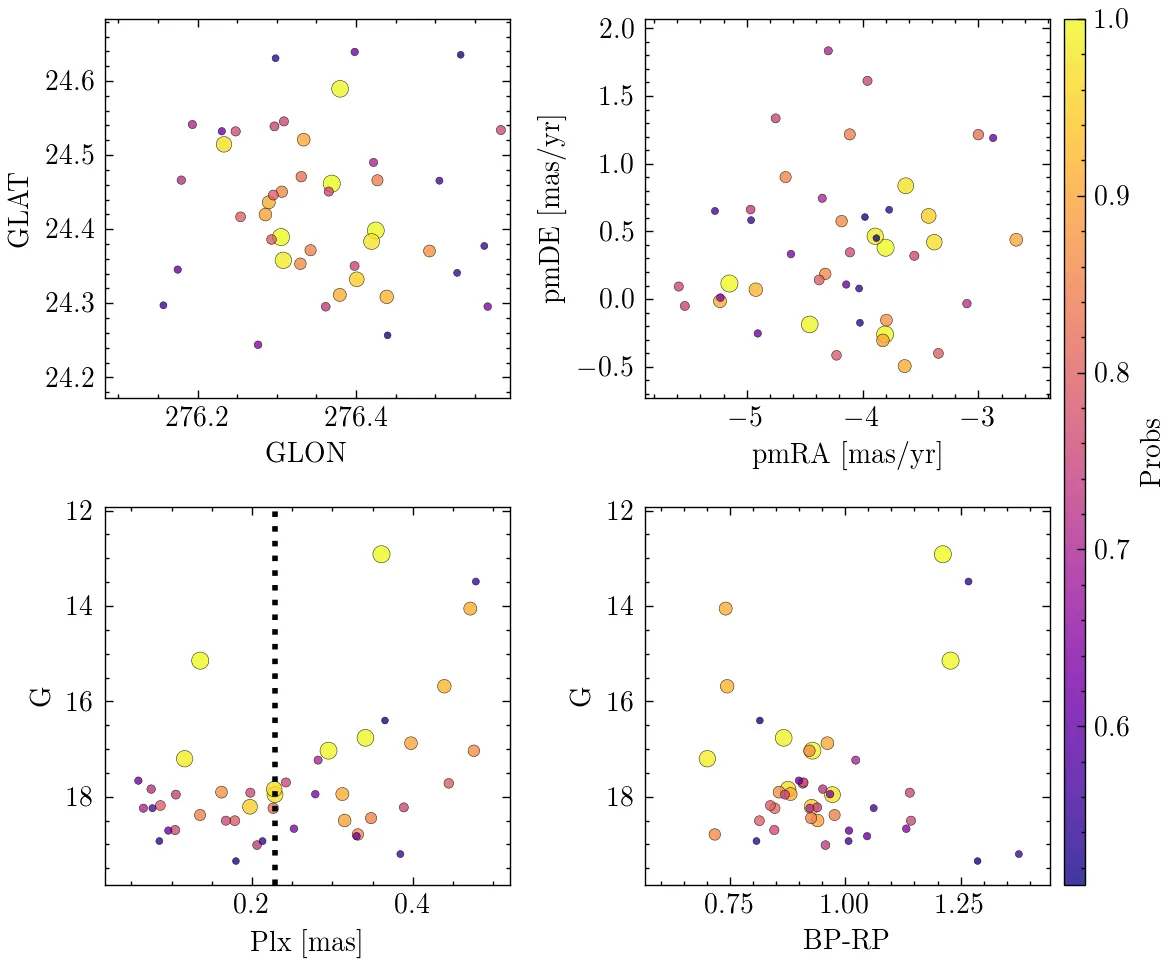 24.6
24.5
24.4
24.3
24.2
GLAT
276.2 276.4
GLON
2.0
1.5
1.0
0.5
0.0
−0.5
pmDE [mas/yr]
−5 −4 −3
pmRA [mas/yr]
12
14
16
18
G
0.2 0.4
Plx [mas]
12
14
16
18
G
0.75 1.00 1.25
BP-RP
1.0
0.9
0.8
0.7
0.6
Probs